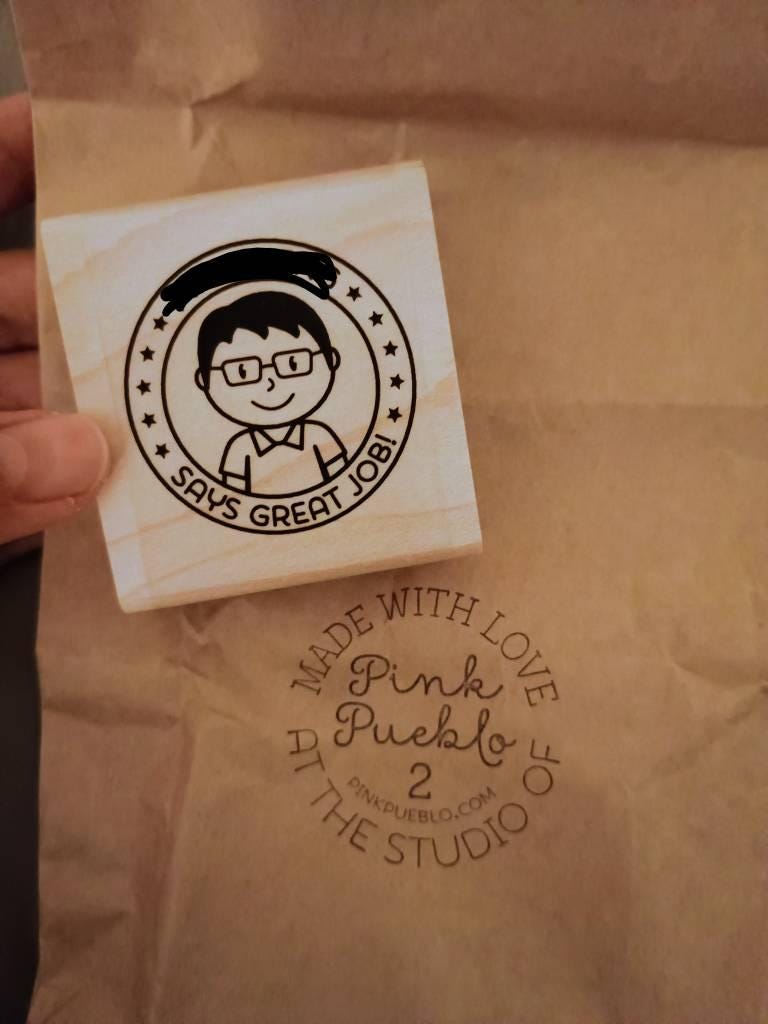 SAYS GREAT JOB!
MADE WITH LOVE
Pink
Pueblo
2
PINKPUEBLO.COM
AT THE STUDIO OF